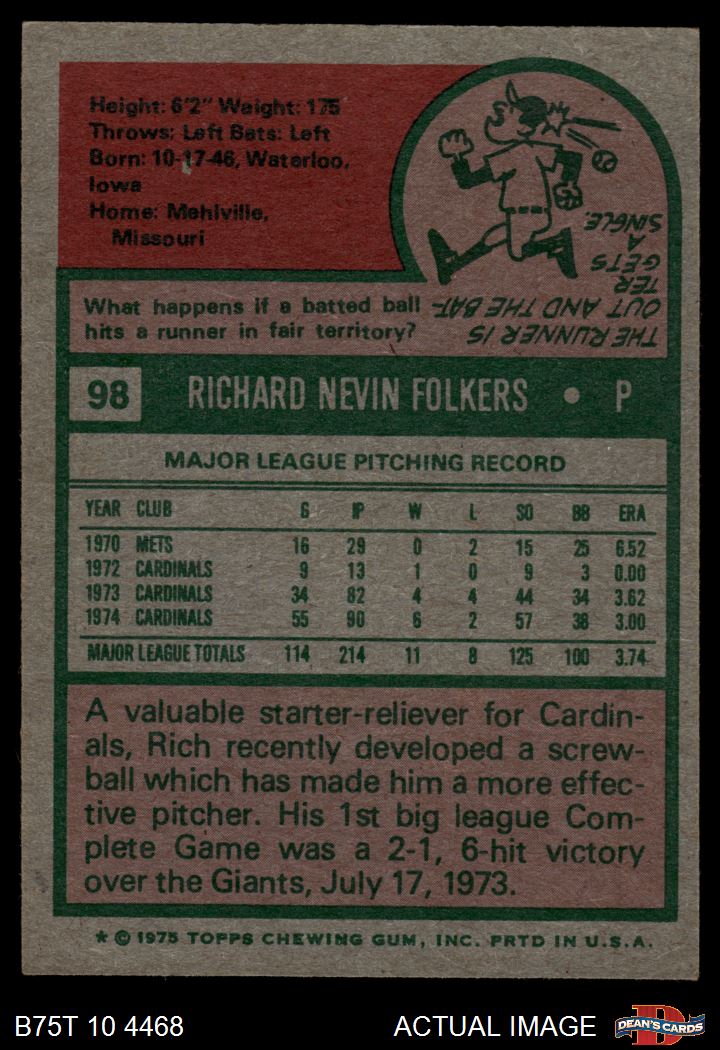 Height: 6'2" Weight: 175
Throws: Left Bats: Left
Born: 10-17-46, Waterloo,
Iowa
Home: Mehlville,
Missouri
What happens if a batted ball
hits a runner in fair territory?
THE RUNNER IS
OUT AND THE BAT-
TER
GETS
A
SINGLE.
98 RICHARD NEVIN FOLKERS • P
MAJOR LEAGUE PITCHING RECORD
YEAR CLUB G IP W L SO BB ERA
1970 METS 16 29 0 2 15 25 6.52
1972 CARDINALS 9 13 1 0 9 3 0.00
1973 CARDINALS 34 82 4 4 44 34 3.62
1974 CARDINALS 55 90 6 2 57 38 3.00
MAJOR LEAGUE TOTALS 114 214 11 8 125 100 3.74
A valuable starter-reliever for Cardin-
als, Rich recently developed a screw-
ball which has made him a more effec-
tive pitcher. His 1st big league Com-
plete Game was a 2-1, 6-hit victory
over the Giants, July 17, 1973.
* © 1975 TOPPS CHEWING GUM, INC. PRTD IN U.S.A.
B75T 10 4468 ACTUAL IMAGE DEAN'S CARDS